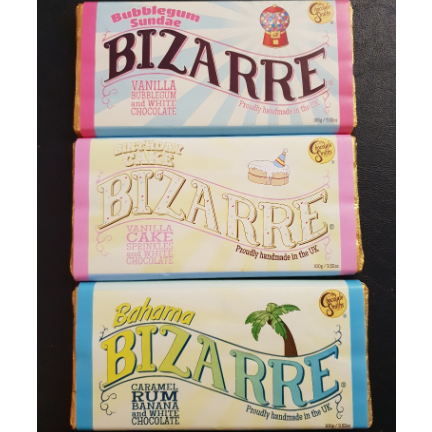 Bubblegum
Sundae
BIZARRE
VANILLA
BUBBLEGUM
and WHITE
CHOCOLATE
Proudly handmade in the UK
BIRTHDAY
CAKE
BIZARRE
VANILLA
CAKE
SPRINKLES
and WHITE
CHOCOLATE
Proudly handmade in the UK
Bahama
BIZARRE
CARAMEL
RUM
BANANA
and WHITE
CHOCOLATE
Proudly handmade in the UK